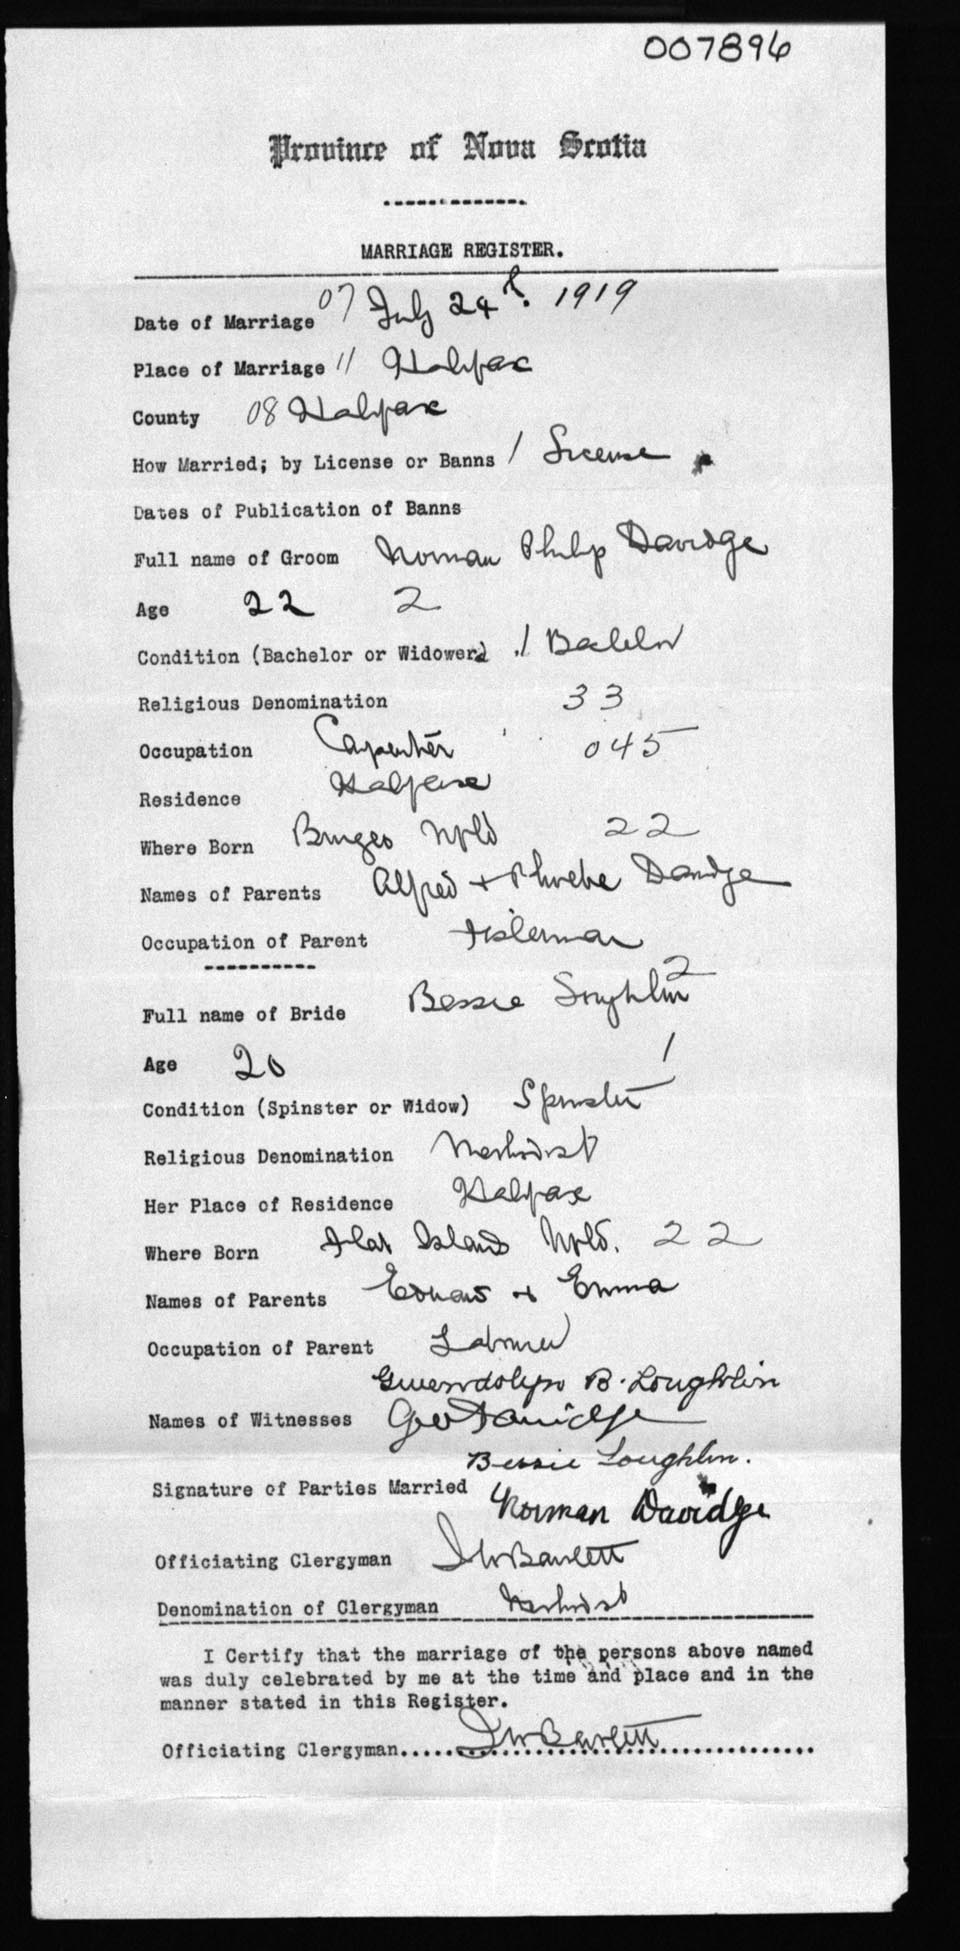 007896
Province of Nova Scotia
MARRIAGE REGISTER.
Date of Marriage 07 July 24th. 1919
Place of Marriage 11 Halifax
County 08 Halifax
How Married; by License or Banns 1 License
Dates of Publication of Banns
Full name of Groom Norman Philip Davidge
Age 22 2
Condition (Bachelor or Widower) 1 Bachelor
Religious Denomination 33
Occupation Carpenter 045
Residence Halifax
Where Born Burgeo Nfld 22
Names of Parents Alfred + Phoebe Davidge
Occupation of Parent Fisherman
Full name of Bride Bessie Loughlin 2
Age 20 1
Condition (Spinster or Widow) Spinster
Religious Denomination Methodist
Her Place of Residence Halifax
Where Born Flat Island Nfld. 22
Names of Parents Edward + Emma
Occupation of Parent Laborer
Gwendolyn B. Loughlin
Names of Witnesses Geo Davidge
Bessie Loughlin.
Signature of Parties Married Norman Davidge
Officiating Clergyman Bartlett
Denomination of Clergyman Methodist
I Certify that the marriage of the persons above named
was duly celebrated by me at the time and place and in the
manner stated in this Register.
Officiating Clergyman Bartlett